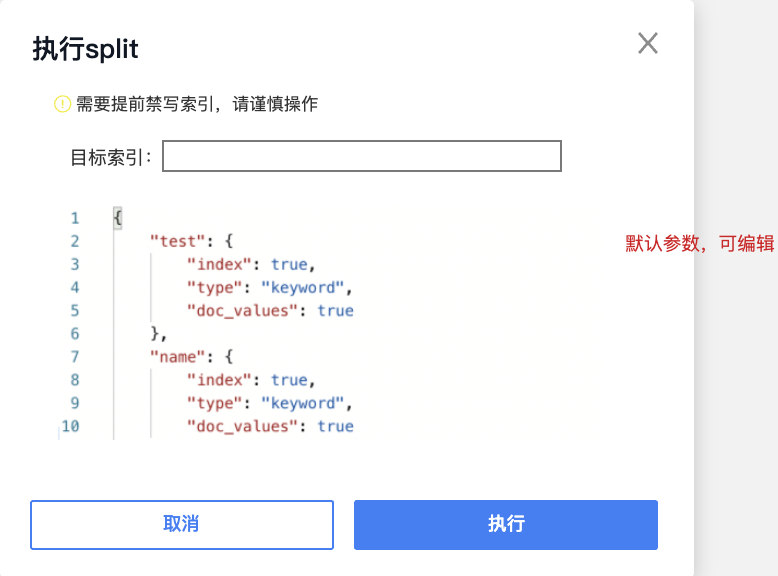 执行split
需要提前禁写索引，请谨慎操作
目标索引：
1 {
2 "test": {
3 "index": true,
4 "type": "keyword",
5 "doc_values": true
6 },
7 "name": {
8 "index": true,
9 "type": "keyword",
10 "doc_values": true
默认参数，可编辑
取消
执行